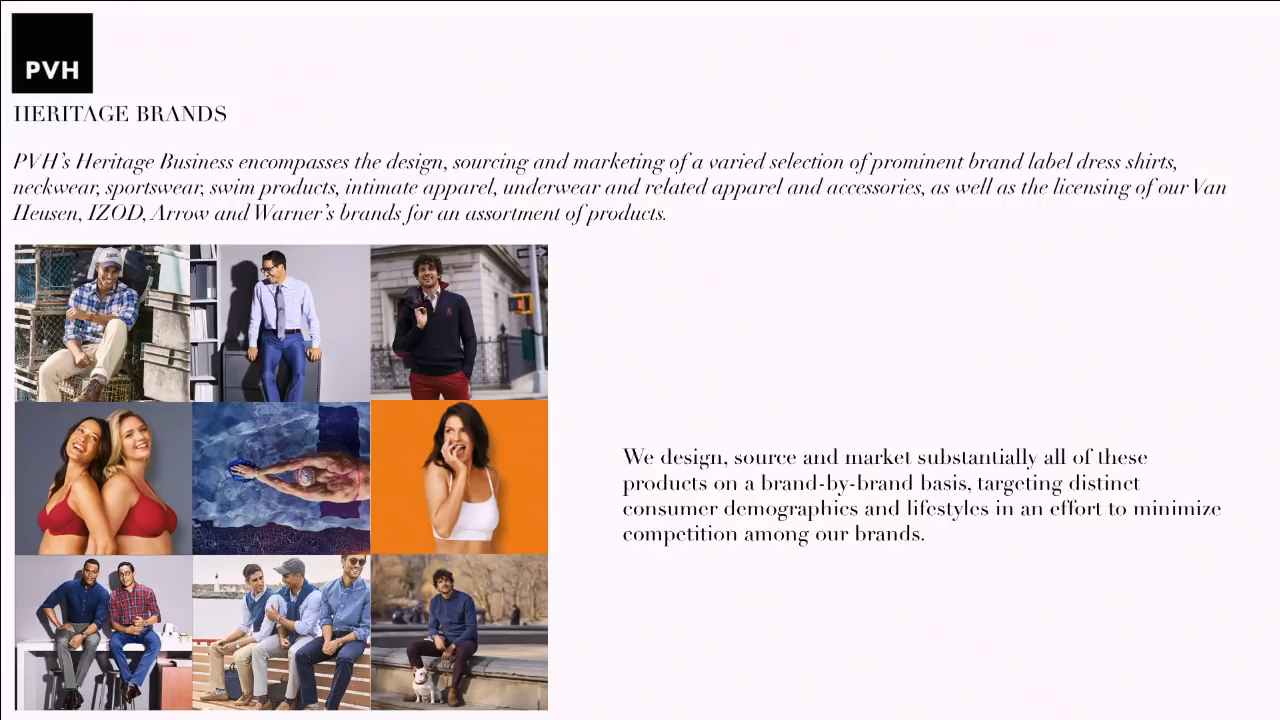 PVH
HERITAGE BRANDS
PVH's Heritage Business encompasses the design, sourcing and marketing of a varied selection of prominent brand label dress shirts,
neckwear, sportswear, swim products, intimate apparel, underwear and related apparel and accessories, as well as the licensing of our Van
Heusen, IZOD, Arrow and Warner's brands for an assortment of products.
We design, source and market substantially all of these
products on a brand-by-brand basis, targeting distinct
consumer demographics and lifestyles in an effort to minimize
competition among our brands.